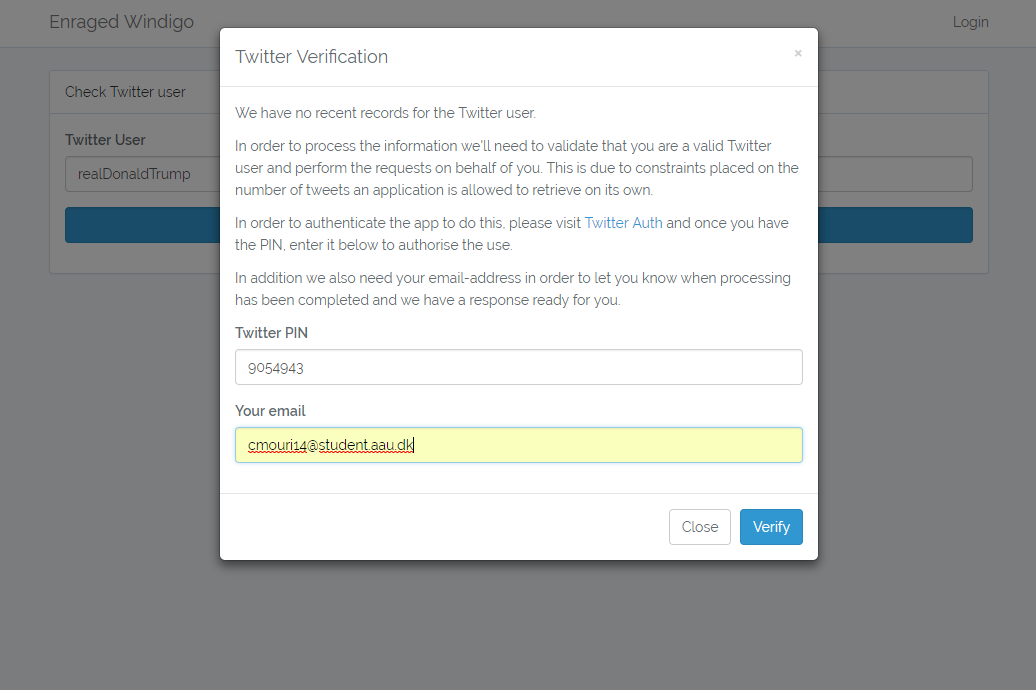 Enraged Windigo
Login
Twitter Verification
×
Check Twitter user
We have no recent records for the Twitter user.
Twitter User
In order to process the information we'll need to validate that you are a valid Twitter
user and perform the requests on behalf of you. This is due to constraints placed on the
realDonaldTrump
number of tweets an application is allowed to retrieve on its own.
In order to authenticate the app to do this, please visit Twitter Auth and once you have
the PIN, enter it below to authorise the use.
In addition we also need your email-address in order to let you know when processing
has been completed and we have a response ready for you.
Twitter PIN
9054943
Your email
cmouri14@student.aau.dk
Close
Verify